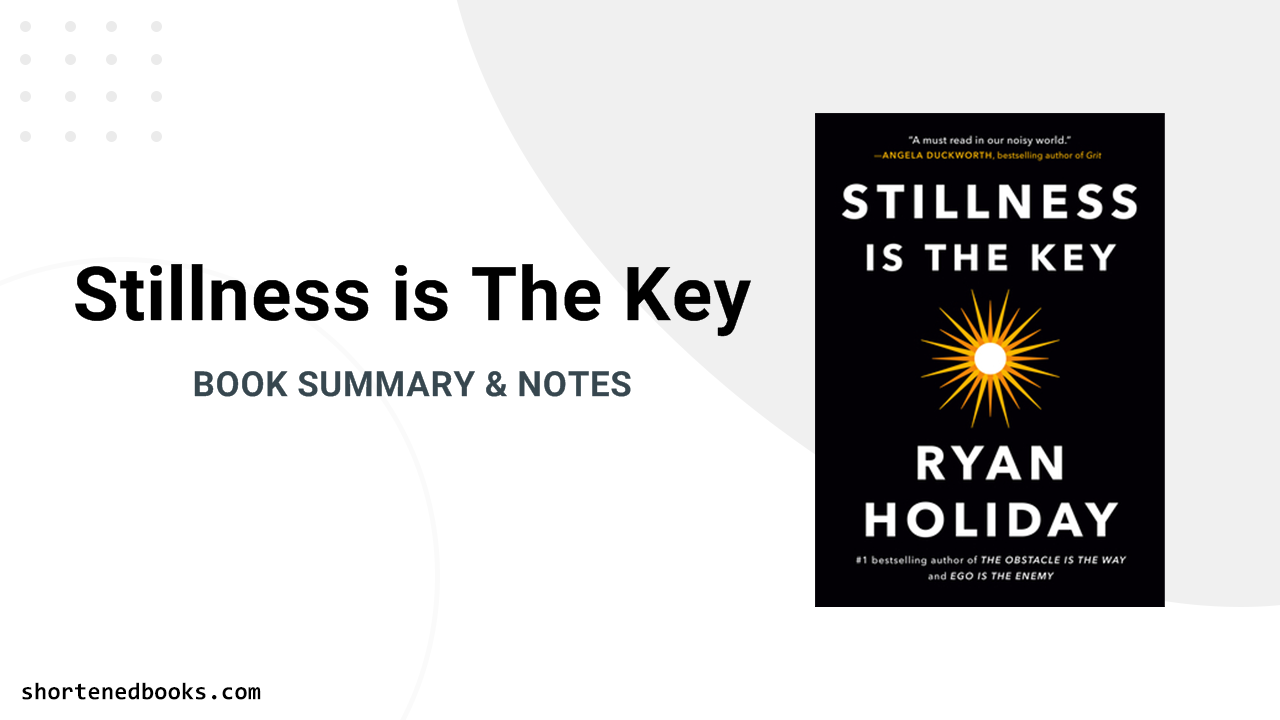 Stillness is The Key
BOOK SUMMARY & NOTES
"A must read in our noisy world."
—ANGELA DUCKWORTH, bestselling author of Grit
STILLNESS
IS THE KEY
RYAN
HOLIDAY
#1 bestselling author of THE OBSTACLE IS THE WAY
and EGO IS THE ENEMY
shortenedbooks.com